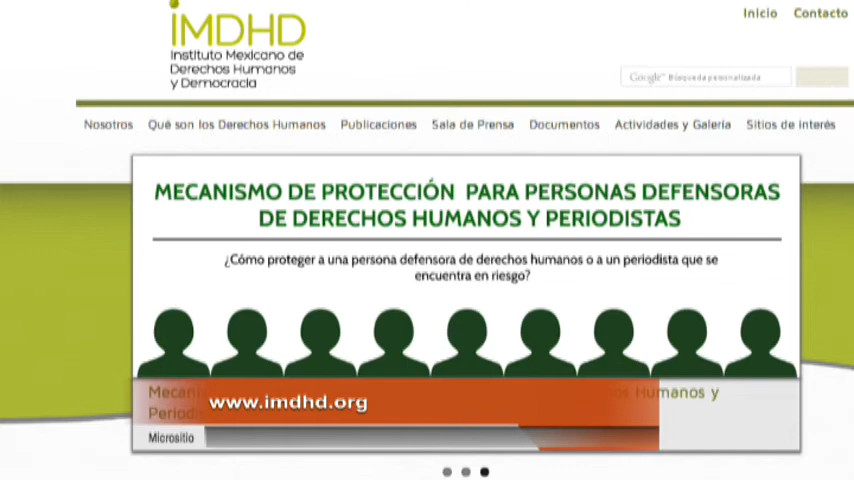 Inicio Contacto
iMDHD
Instituto Mexicano de
Derechos Humanos
y Democracia
Google™ Búsqueda personalizada
Nosotros Qué son los Derechos Humanos Publicaciones Sala de Prensa Documentos Actividades y Galería Sitios de interés
MECANISMO DE PROTECCIÓN PARA PERSONAS DEFENSORAS
DE DERECHOS HUMANOS Y PERIODISTAS
¿Cómo proteger a una persona defensora de derechos humanos o a un periodista que se
encuentra en riesgo?
Humanos y
www.imdhd.org
Micrositio